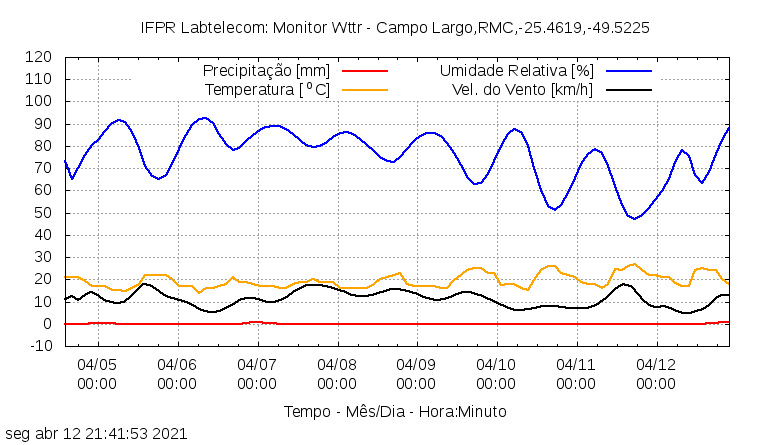 IFPR Labtelecom: Monitor Wttr - Campo Largo,RMC,-25.4619,-49.5225
120
110
100
90
80
70
60
50
40
30
20
10
0
-10
Precipitação [mm]
Temperatura [⁰C]
Umidade Relativa [%]
Vel. do Vento [km/h]
04/05 04/06 04/07 04/08 04/09 04/10 04/11 04/12
00:00 00:00 00:00 00:00 00:00 00:00 00:00 00:00
Tempo - Mês/Dia - Hora:Minuto
seg abr 12 21:41:53 2021